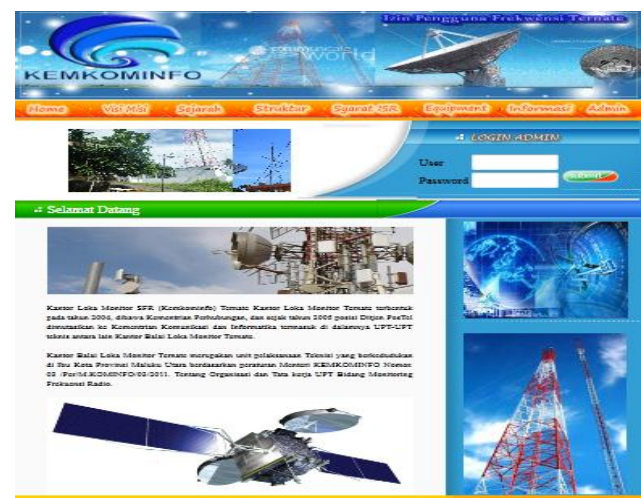 Izin Pengguna Frekwensi Ternate
communicate
world
KEMKOMINFO
Home Visi Misi Sejarah Struktur Syarat ISR Equipment Informasi Admin
LOGIN ADMIN
User
Password
Submit
Selamat Datang
Kantor Loka Monitor SFR (Kemkominfo) Ternate Kantor Loka Monitor Ternate terbentuk
pada tahun 2004, dibawa Kementrian Perhubungan, dan sejak tahun 2005 posisi Ditjen PosTel
dimutasikan ke Komentrian Komunikasi dan Informatika termasuk di dalamnya UPT-UPT
teknis antara lain Kantor Balai Loka Monitor Ternate.
Kantor Balai Loka Monitor Ternate merupakan unit pelaksanaan Teknisi yang berkedudukan
di Ibu Kota Provinsi Maluku Utara berdasarkan peraturan Menteri KEMKOMINFO Nomor:
03 /Per/M.KOMINFO/03/2011. Tentang Organisasi dan Tata kerja UPT Bidang Monitoring
Frekuensi Radio.